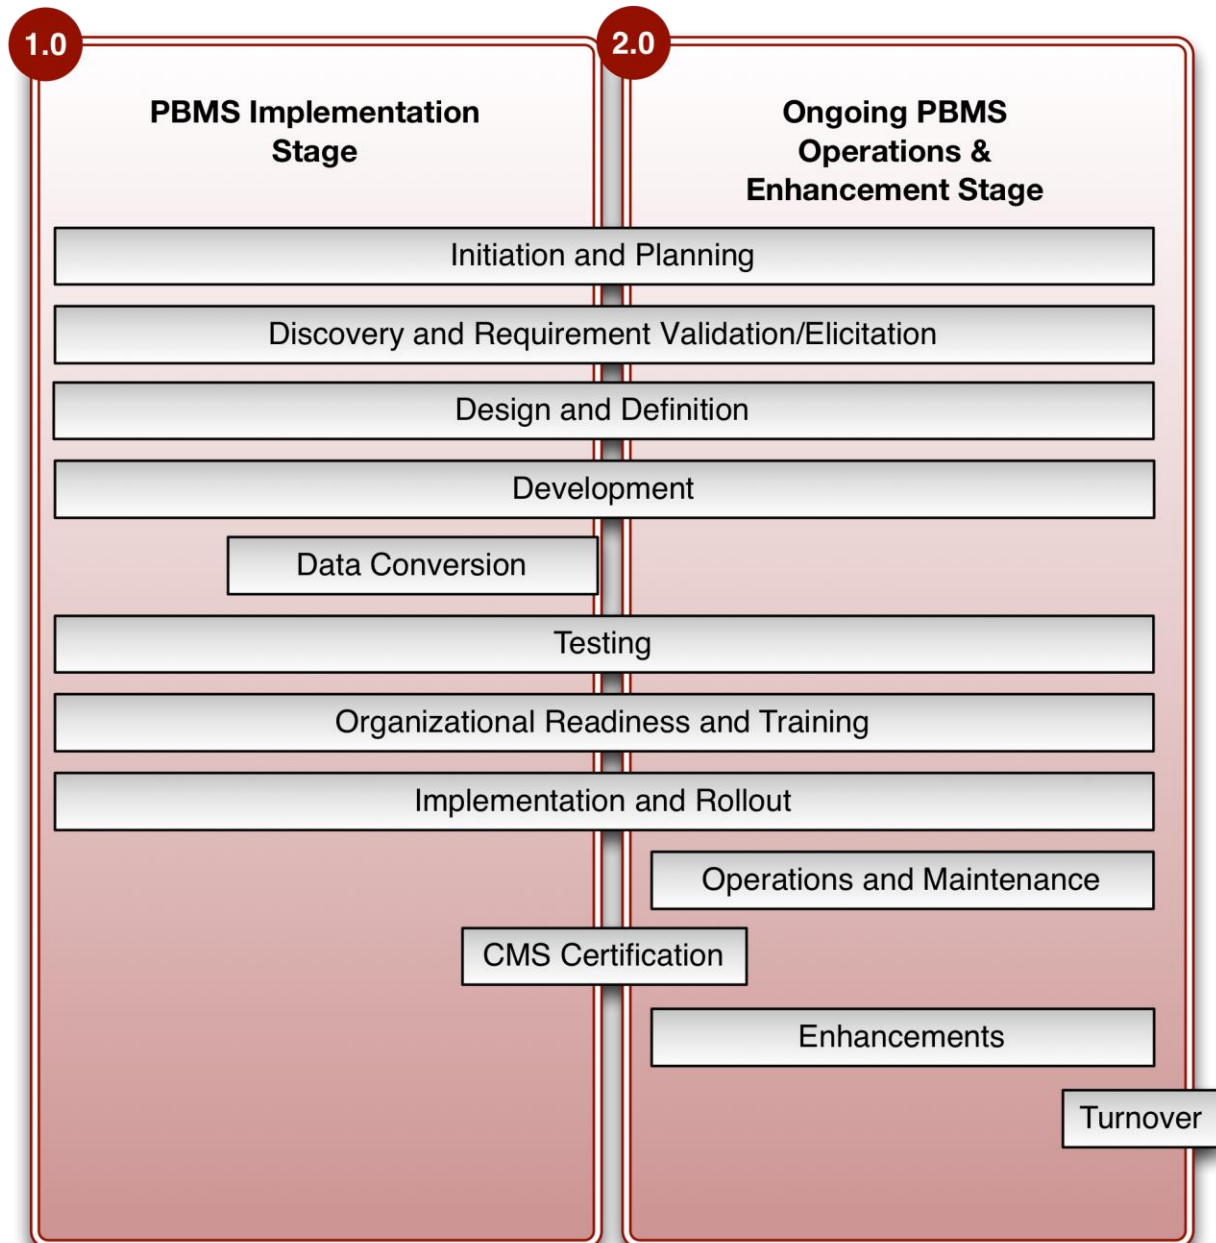 1.0
PBMS Implementation
Stage
2.0
Ongoing PBMS
Operations &
Enhancement Stage
Initiation and Planning
Discovery and Requirement Validation/Elicitation
Design and Definition
Development
Data Conversion
Testing
Organizational Readiness and Training
Implementation and Rollout
Operations and Maintenance
CMS Certification
Enhancements
Turnover